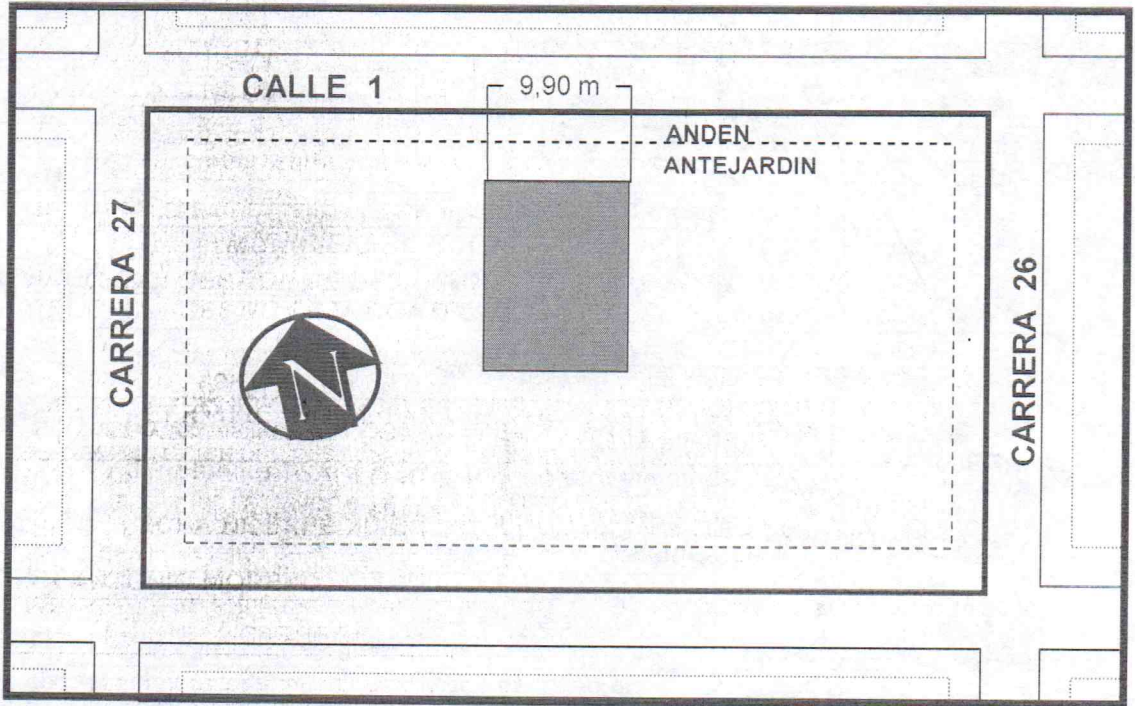 CALLE 1
9,90 m
ANDEN
ANTEJARDIN
CARRERA 27
CARRERA 26
N